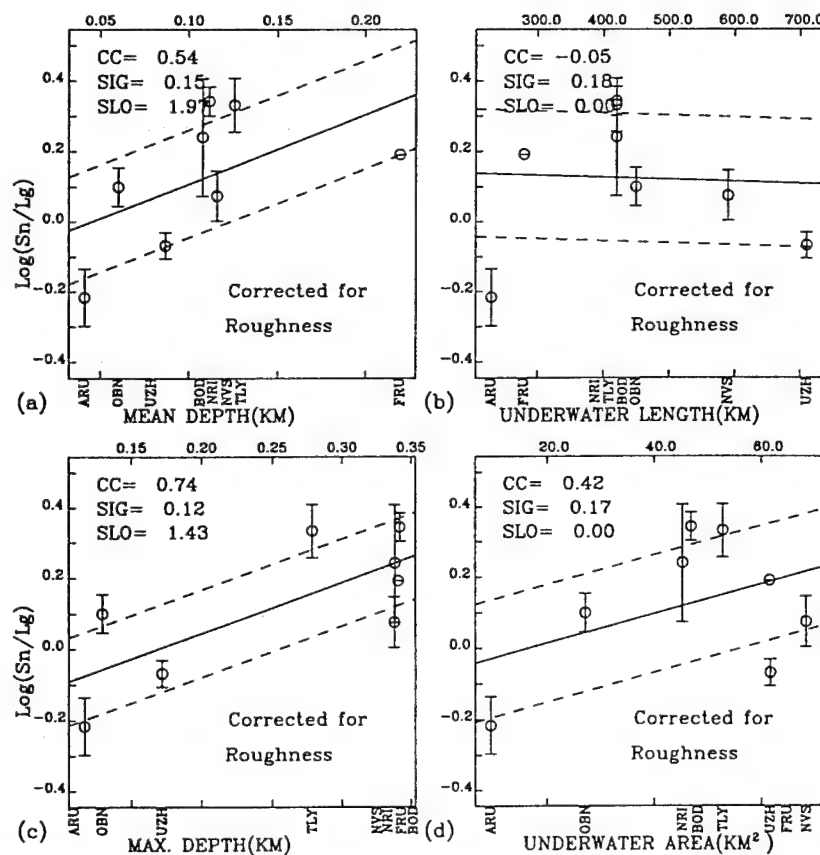 0.05 0.10 0.15 0.20
300.0 400.0 500.0 600.0 700.0
CC= 0.54
SIG= 0.15
SLO= 1.97
CC= -0.05
SIG= 0.18
SLO= 0.00
Log(Sn/Lg)
0.4
0.2
0.0
-0.2
-0.4
Corrected for
Roughness
0.4
0.2
0.0
-0.2
-0.4
Corrected for
Roughness
(a)
ARU OBN UZH BOD NRI NVS TLY FRU
MEAN DEPTH(KM)
(b)
ARU FRU NRI TLY BOD OBN NVS UZH
UNDERWATER LENGTH(KM)
0.15 0.20 0.25 0.30 0.35
20.0 40.0 60.0
CC= 0.74
SIG= 0.12
SLO= 1.43
CC= 0.42
SIG= 0.17
SLO= 0.00
Log(Sn/Lg)
0.4
0.2
0.0
-0.2
-0.4
Corrected for
Roughness
0.4
0.2
0.0
-0.2
-0.4
Corrected for
Roughness
(c)
ARU OBN UZH TLY NVS NRI FRU BOD
MAX. DEPTH(KM)
(d)
ARU OBN NRI BOD TLY UZH FRU NVS
UNDERWATER AREA(KM²)